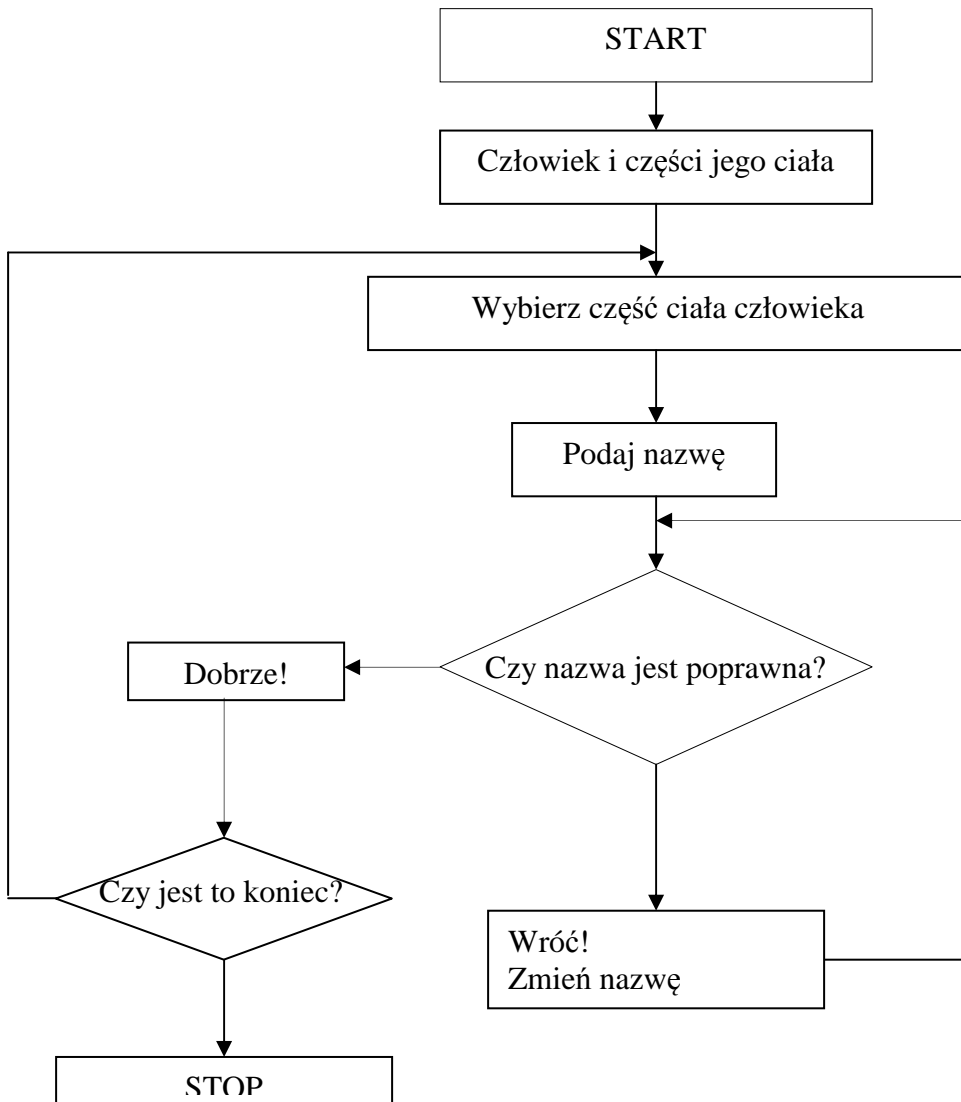 START
Człowiek i części jego ciała
Wybierz część ciała człowieka
Podaj nazwę
Czy nazwa jest poprawna?
Dobrze!
Czy jest to koniec?
Wróć!
Zmień nazwę
STOP